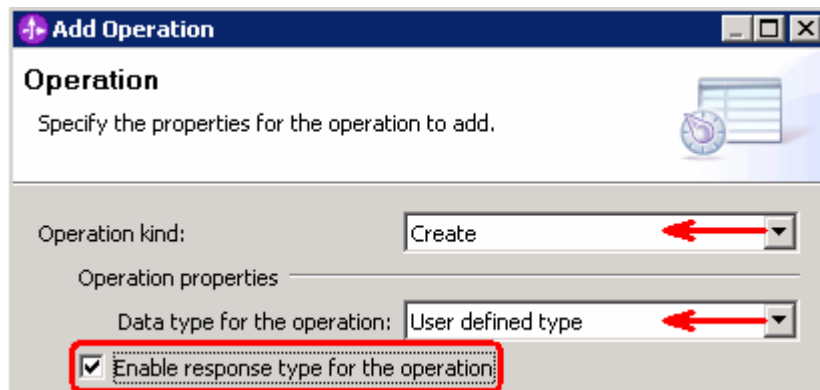 Add Operation
Operation
Specify the properties for the operation to add.
Operation kind: Create
Operation properties
Data type for the operation: User defined type
Enable response type for the operation